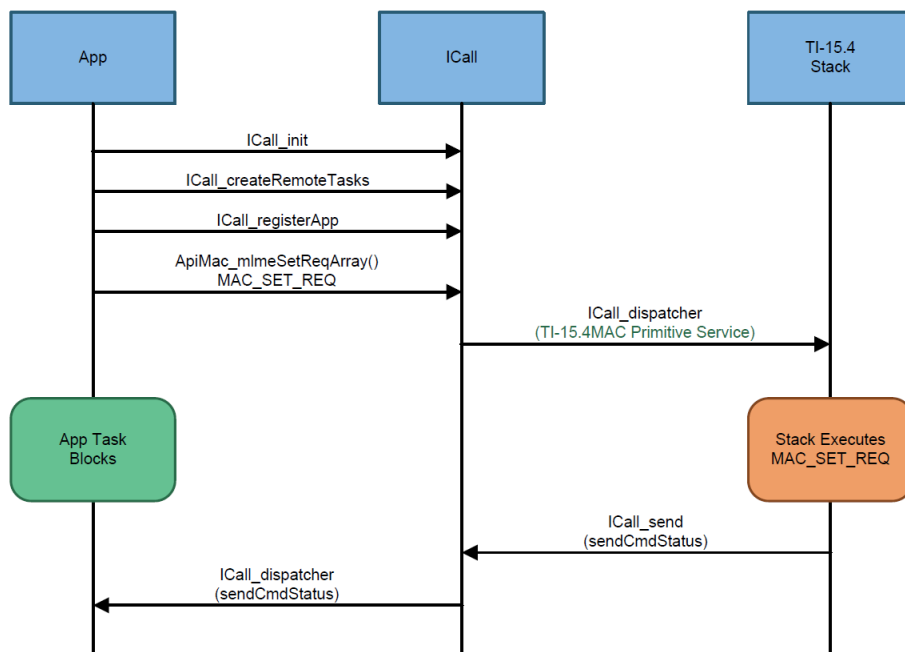 App
ICall
TI-15.4
Stack
ICall_init
ICall_createRemoteTasks
ICall_registerApp
ApiMac_mlmeSetReqArray()
MAC_SET_REQ
ICall_dispatcher
(TI-15.4MAC Primitive Service)
App Task
Blocks
Stack Executes
MAC_SET_REQ
ICall_send
(sendCmdStatus)
ICall_dispatcher
(sendCmdStatus)